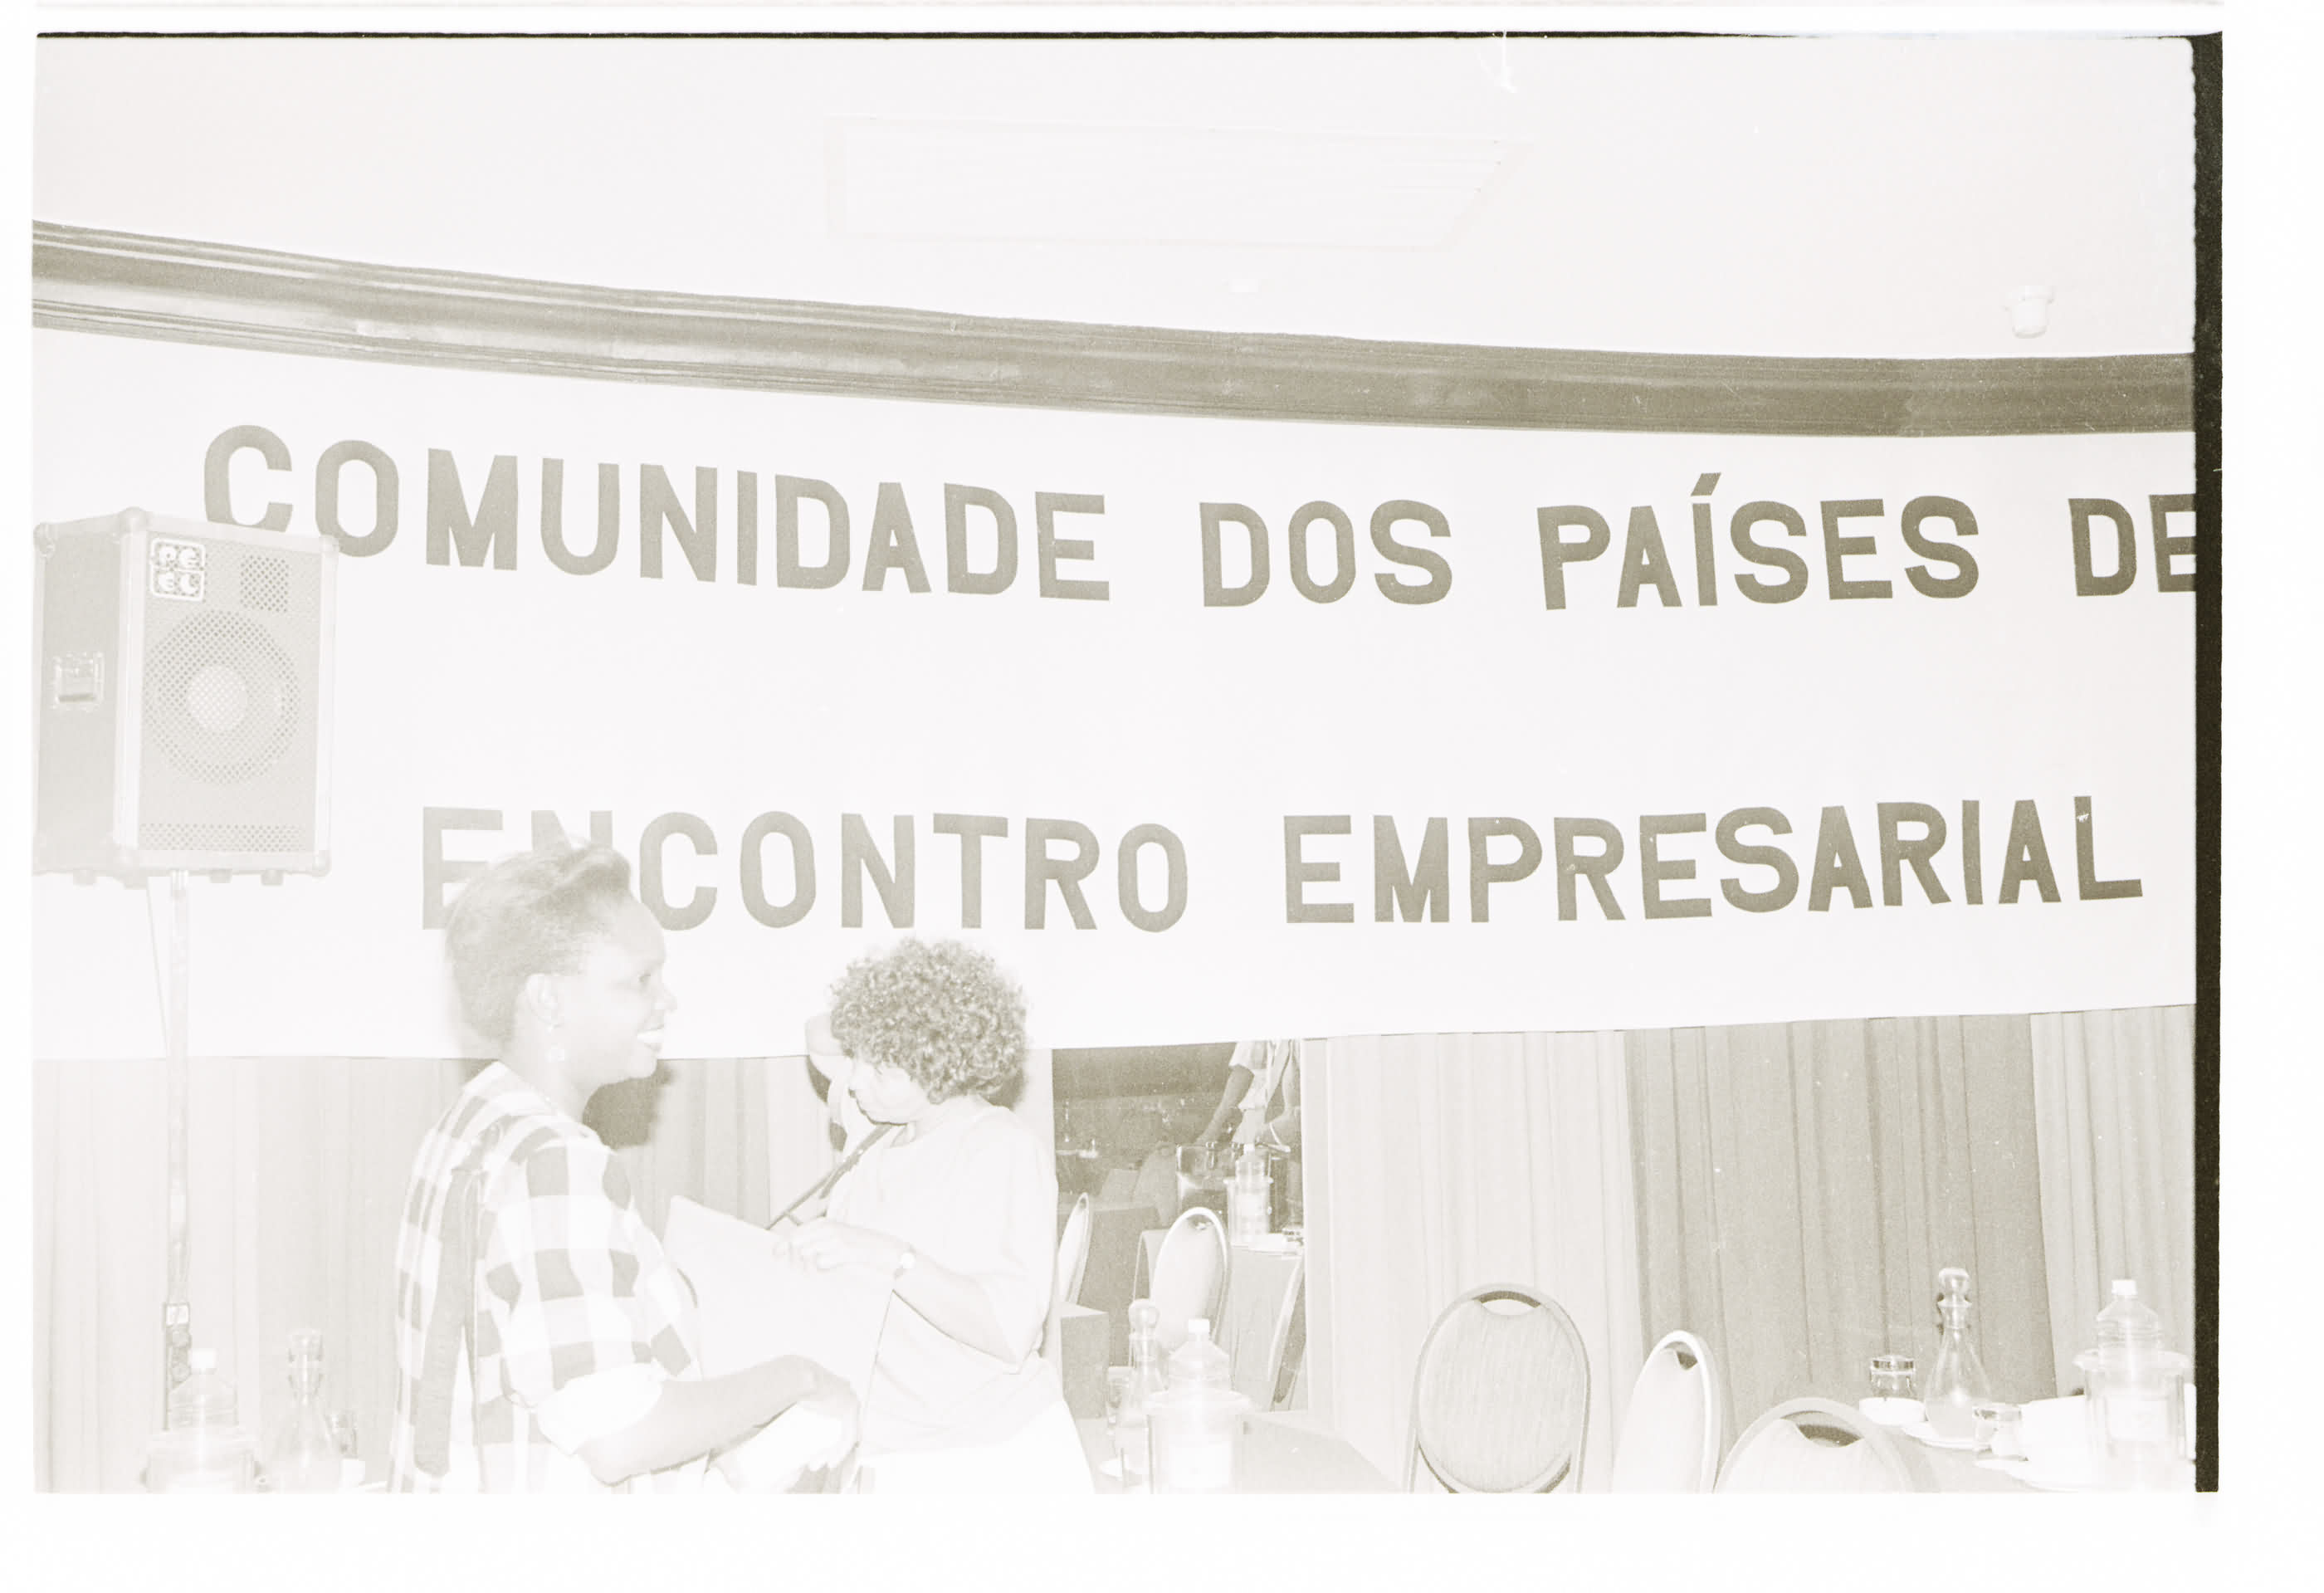 COMUNIDADE DOS PAÍSES DE
ENCONTRO EMPRESARIAL